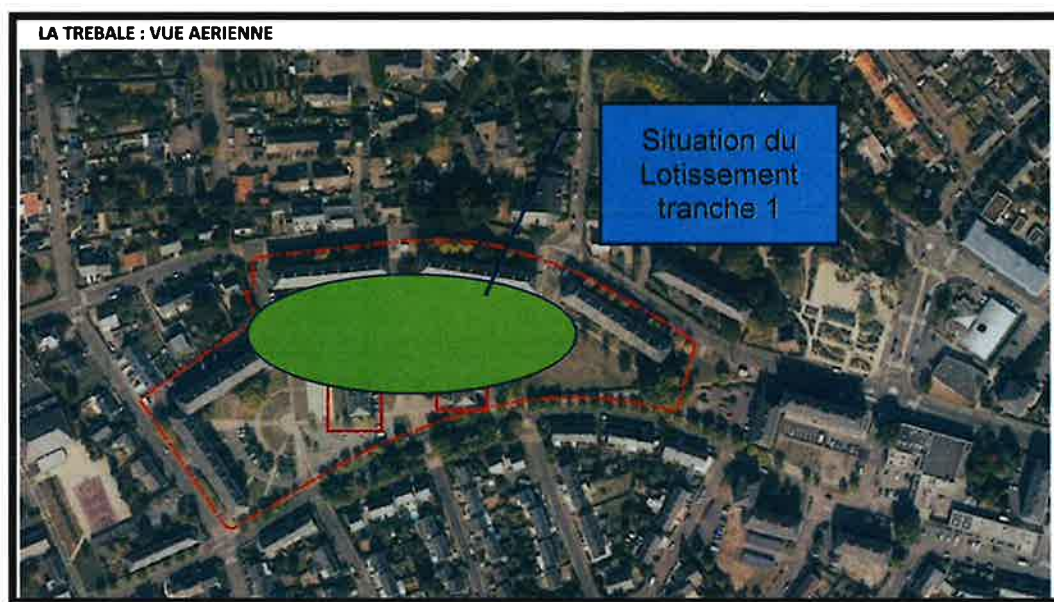 LA TREBALE : VUE AERIENNE
Situation du
Lotissement
tranche 1